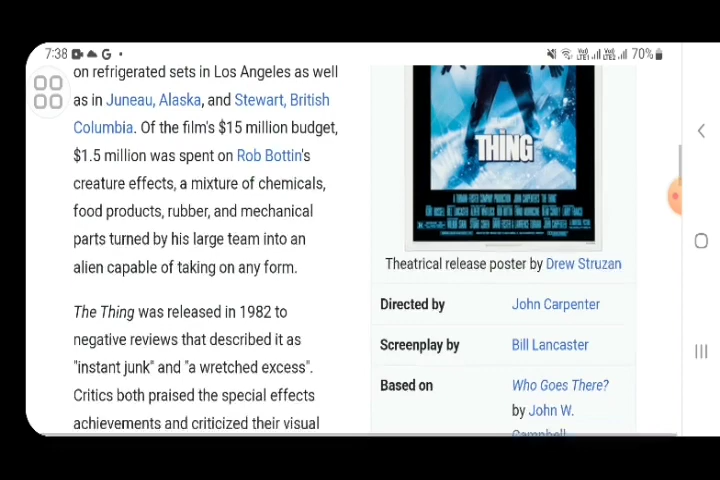 7:38 G • 70%
on refrigerated sets in Los Angeles as well
as in Juneau, Alaska, and Stewart, British
Columbia. Of the film's $15 million budget,
$1.5 million was spent on Rob Bottin's
creature effects, a mixture of chemicals,
food products, rubber, and mechanical
parts turned by his large team into an
alien capable of taking on any form.
The Thing was released in 1982 to
negative reviews that described it as
"instant junk" and "a wretched excess".
Critics both praised the special effects
achievements and criticized their visual
THE THING
Theatrical release poster by Drew Struzan
Directed by John Carpenter
Screenplay by Bill Lancaster
Based on Who Goes There?
by John W.
Campbell